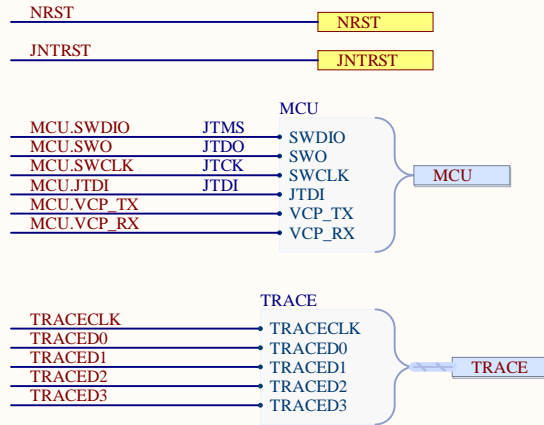 NRST
NRST
JNTRST
JNTRST
MCU
MCU.SWDIO JTMS SWDIO
MCU.SWO JTDO SWO
MCU.SWCLK JTCK SWCLK
MCU
MCU.JTDI JTDI JTDI
MCU.VCP_TX VCP_TX
MCU.VCP_RX VCP_RX
TRACE
TRACECLK TRACECLK
TRACED0 TRACED0
TRACED1 TRACED1
TRACE
TRACED2 TRACED2
TRACED3 TRACED3